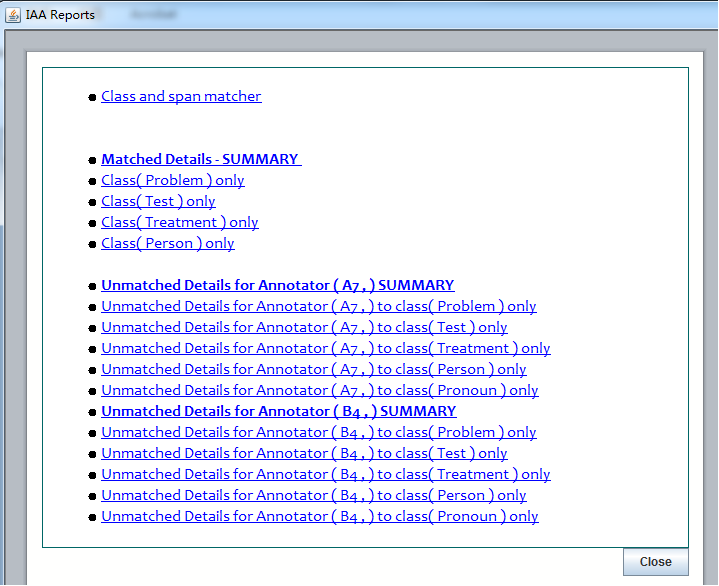 IAA Reports
Class and span matcher
Matched Details - SUMMARY
Class( Problem ) only
Class( Test ) only
Class( Treatment ) only
Class( Person ) only
Unmatched Details for Annotator ( A7 , ) SUMMARY
Unmatched Details for Annotator ( A7 , ) to class( Problem ) only
Unmatched Details for Annotator ( A7 , ) to class( Test ) only
Unmatched Details for Annotator ( A7 , ) to class( Treatment ) only
Unmatched Details for Annotator ( A7 , ) to class( Person ) only
Unmatched Details for Annotator ( A7 , ) to class( Pronoun ) only
Unmatched Details for Annotator ( B4 , ) SUMMARY
Unmatched Details for Annotator ( B4 , ) to class( Problem ) only
Unmatched Details for Annotator ( B4 , ) to class( Test ) only
Unmatched Details for Annotator ( B4 , ) to class( Treatment ) only
Unmatched Details for Annotator ( B4 , ) to class( Person ) only
Unmatched Details for Annotator ( B4 , ) to class( Pronoun ) only
Close